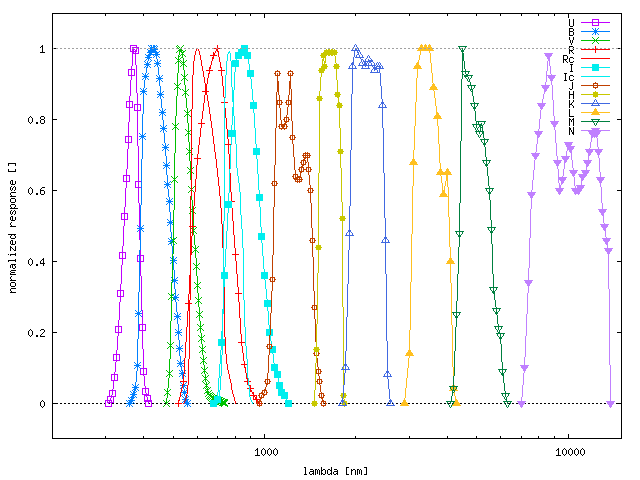 U
B
V
R
Rc
I
Ic
J
H
K
L
M
N
1
0.8
0.6
0.4
0.2
0
normalized response []
1000
10000
lambda [nm]